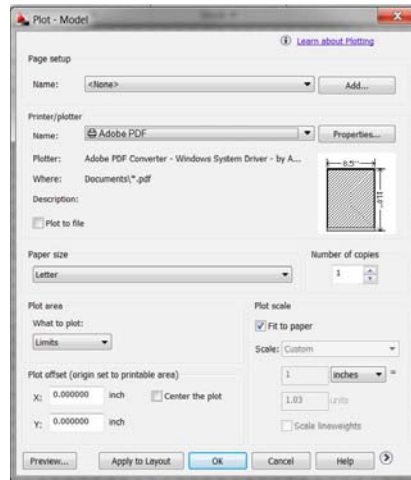 Plot - Model
Learn about Plotting
Page setup
Name: <None> Add...
Printer/plotter
Name: Adobe PDF Properties...
Plotter: Adobe PDF Converter - Windows System Driver - by A...
Where: Documents\*.pdf
Description:
Plot to file
8.5''
11.0''
Paper size
Letter
Number of copies
1
Plot area
What to plot:
Limits
Plot scale
Fit to paper
Scale: Custom
1 inches =
1.03 units
Scale lineweights
Plot offset (origin set to printable area)
X: 0.000000 inch Center the plot
Y: 0.000000 inch
Preview... Apply to Layout OK Cancel Help